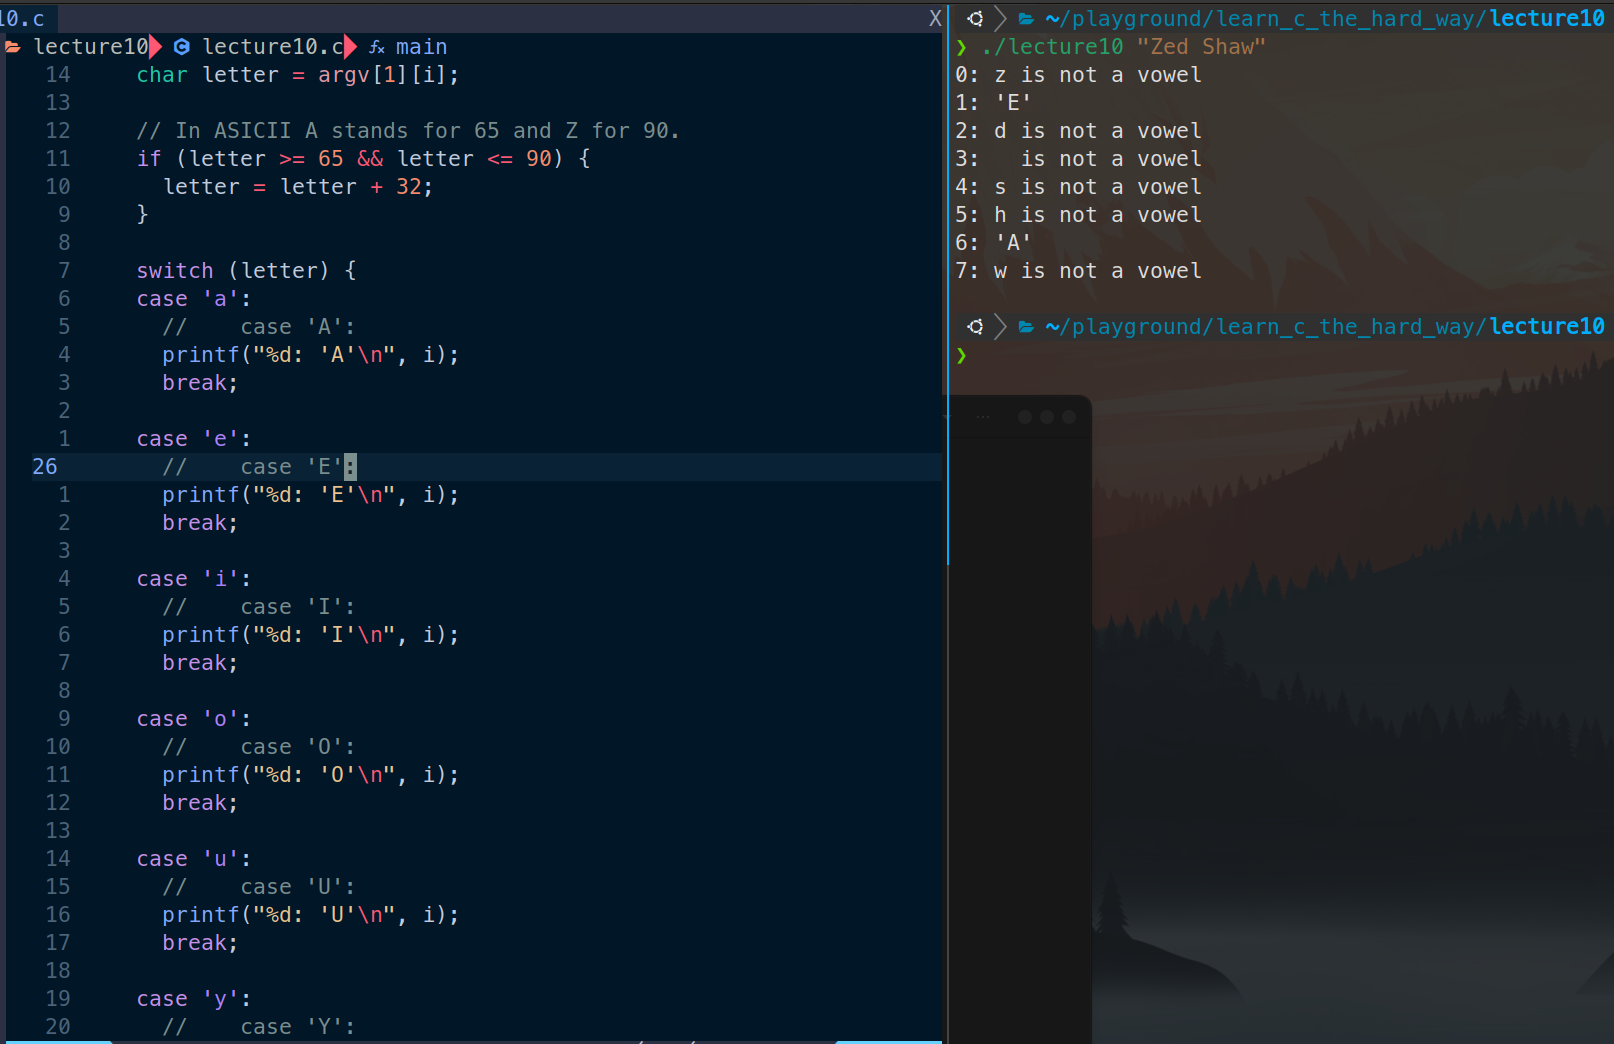 10.c X
lecture10 lecture10.c fx main
14 char letter = argv[1][i];
13
12 // In ASICII A stands for 65 and Z for 90.
11 if (letter >= 65 && letter <= 90) {
10 letter = letter + 32;
9 }
8
7 switch (letter) {
6 case 'a':
5 // case 'A':
4 printf("%d: 'A'\n", i);
3 break;
2
1 case 'e':
26 // case 'E':
1 printf("%d: 'E'\n", i);
2 break;
3
4 case 'i':
5 // case 'I':
6 printf("%d: 'I'\n", i);
7 break;
8
9 case 'o':
10 // case 'O':
11 printf("%d: 'O'\n", i);
12 break;
13
14 case 'u':
15 // case 'U':
16 printf("%d: 'U'\n", i);
17 break;
18
19 case 'y':
20 // case 'Y':
~/playground/learn_c_the_hard_way/lecture10
❯ ./lecture10 "Zed Shaw"
0: z is not a vowel
1: 'E'
2: d is not a vowel
3:   is not a vowel
4: s is not a vowel
5: h is not a vowel
6: 'A'
7: w is not a vowel
~/playground/learn_c_the_hard_way/lecture10
❯